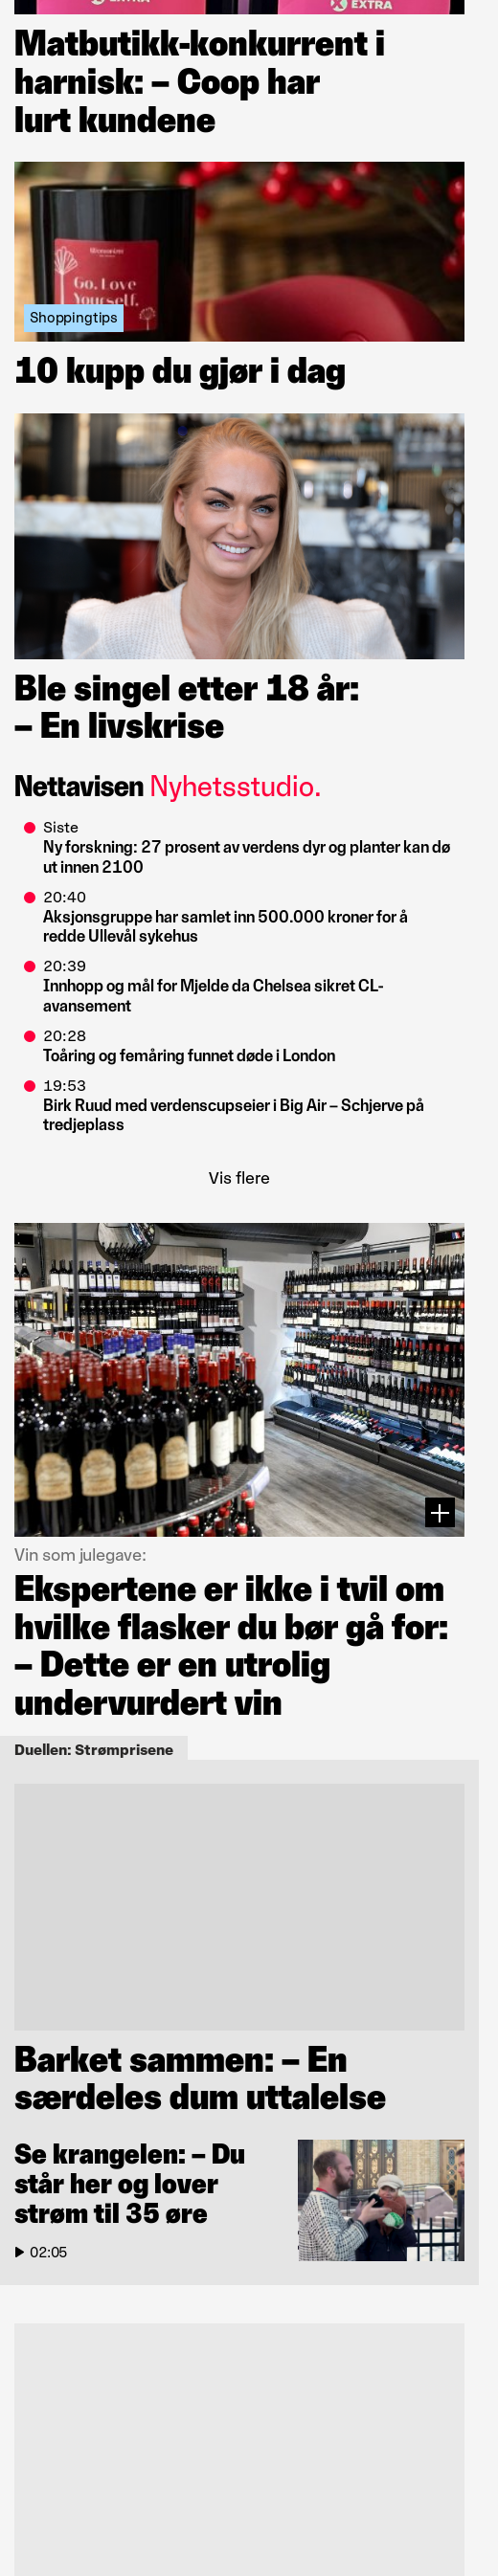 EXTRA
EXTRA
Matbutikk-konkurrent i
harnisk: – Coop har
lurt kundene
Go. Love
Yourself.
Shoppingtips
10 kupp du gjør i dag
Ble singel etter 18 år:
– En livskrise
Nettavisen Nyhetsstudio.
Siste
Ny forskning: 27 prosent av verdens dyr og planter kan dø
ut innen 2100
20:40
Aksjonsgruppe har samlet inn 500.000 kroner for å
redde Ullevål sykehus
20:39
Innhopp og mål for Mjelde da Chelsea sikret CL-
avansement
20:28
Toåring og femåring funnet døde i London
19:53
Birk Ruud med verdenscupseier i Big Air – Schjerve på
tredjeplass
Vis flere
Vin som julegave:
Ekspertene er ikke i tvil om
hvilke flasker du bør gå for:
– Dette er en utrolig
undervurdert vin
Duellen: Strømprisene
Barket sammen: – En
særdeles dum uttalelse
Se krangelen: – Du
står her og lover
strøm til 35 øre
02:05